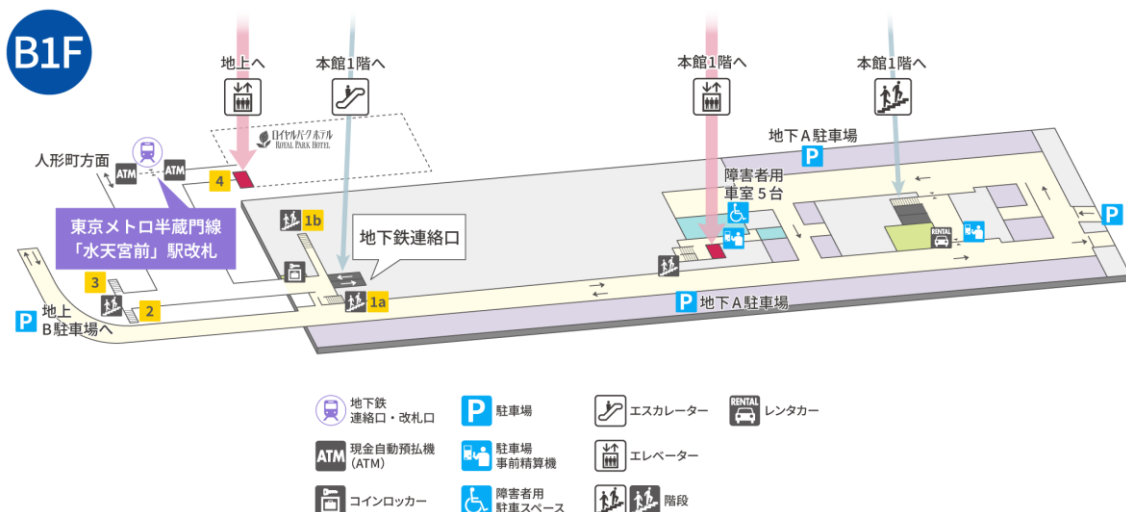 B1F
地上へ
本館1階へ
本館1階へ
本館1階へ
ロイヤルパークホテル
ROYAL PARK HOTEL
地下A駐車場
P
人形町方面
ATM
ATM
4
障害者用
車室5台
東京メトロ半蔵門線
「水天宮前」駅改札
1b
地下鉄連絡口
RENTAL
P
3
2
1a
P 地下A駐車場
P 地上
B駐車場へ
地下鉄
連絡口・改札口
P 駐車場
エスカレーター
RENTAL レンタカー
ATM 現金自動預払機
(ATM)
駐車場
事前精算機
エレベーター
コインロッカー
障害者用
駐車スペース
階段